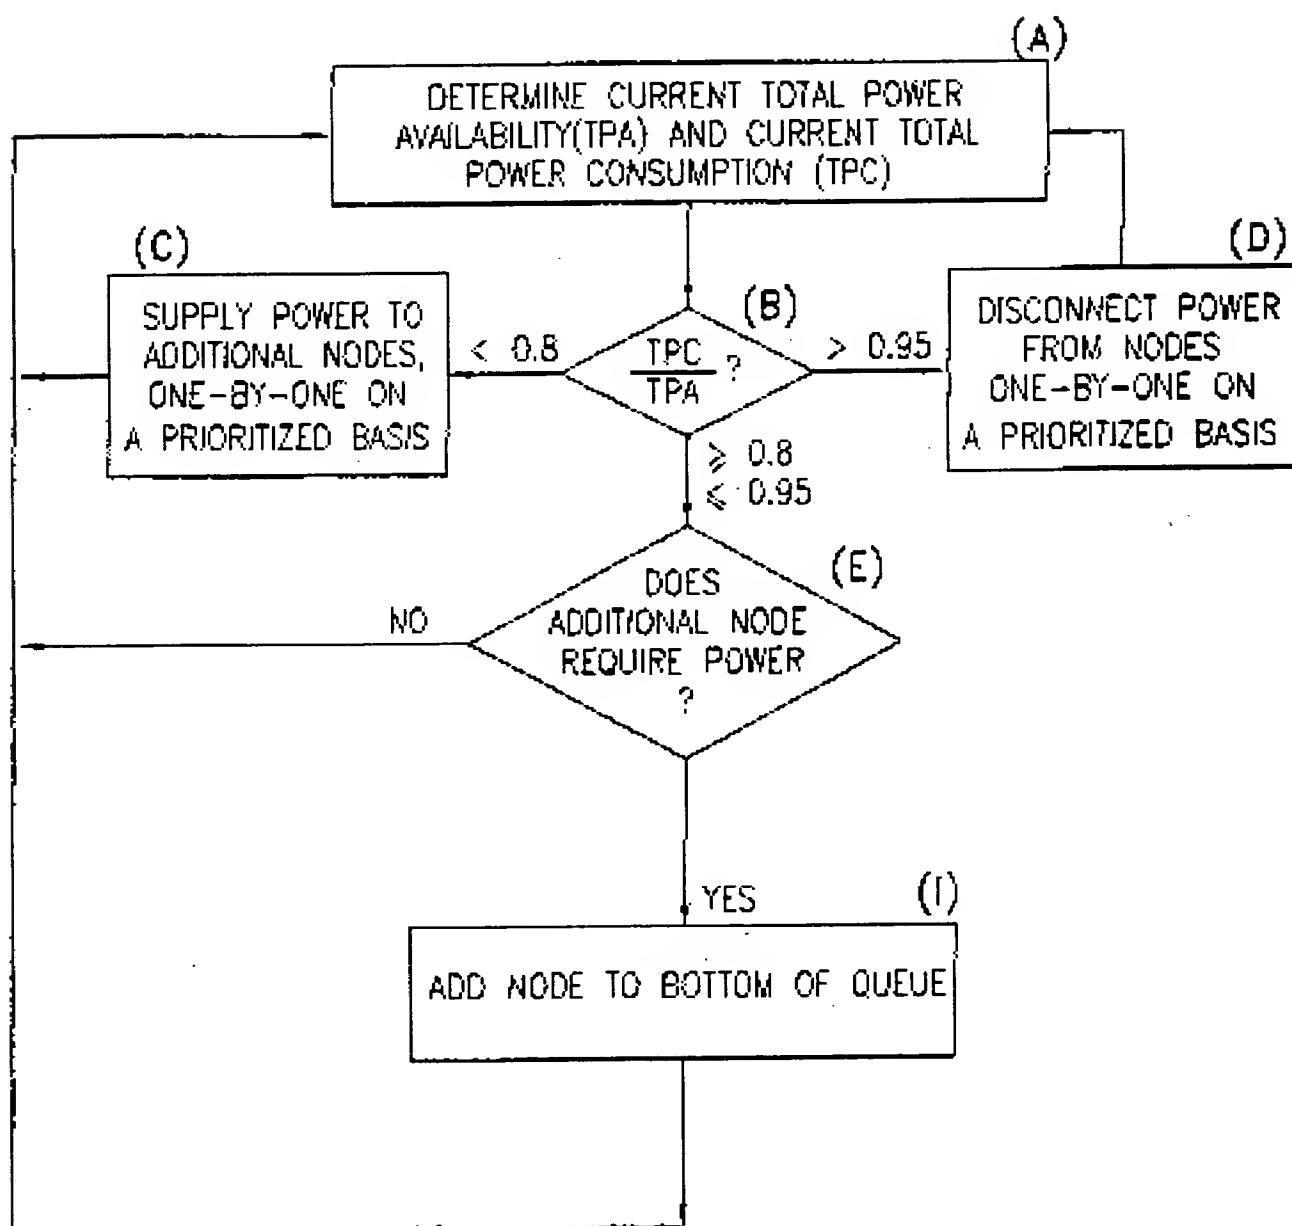 (A)
DETERMINE CURRENT TOTAL POWER
AVAILABILITY(TPA) AND CURRENT TOTAL
POWER CONSUMPTION (TPC)
(C)
SUPPLY POWER TO
ADDITIONAL NODES,
ONE-BY-ONE ON
A PRIORITIZED BASIS
< 0.8
(B)
TPC
TPA
?
> 0.95
(D)
DISCONNECT POWER
FROM NODES
ONE-BY-ONE ON
A PRIORITIZED BASIS
⩾ 0.8
⩽ 0.95
(E)
DOES
ADDITIONAL NODE
REQUIRE POWER
?
NO
YES
(I)
ADD NODE TO BOTTOM OF QUEUE